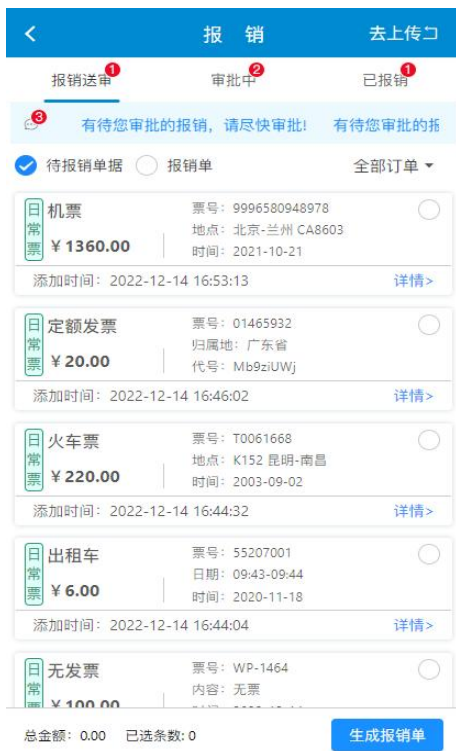 报 销
去上传
报销送审 1
审批中 2
已报销 1
3 有待您审批的报销，请尽快审批! 有待您审批的报
待报销单据 报销单 全部订单
日常票
机票
¥1360.00
票号：9996580948978
地点：北京-兰州 CA8603
时间：2021-10-21
添加时间：2022-12-14 16:53:13 详情>
日常票
定额发票
¥20.00
票号：01465932
归属地：广东省
代号：Mb9ziUWj
添加时间：2022-12-14 16:46:02 详情>
日常票
火车票
¥220.00
票号：T0061668
地点：K152 昆明-南昌
时间：2003-09-02
添加时间：2022-12-14 16:44:32 详情>
日常票
出租车
¥6.00
票号：55207001
日期：09:43-09:44
时间：2020-11-18
添加时间：2022-12-14 16:44:04 详情>
日常票
无发票
¥100.00
票号：WP-1464
内容：无票
总金额：0.00 已选条数: 0 生成报销单